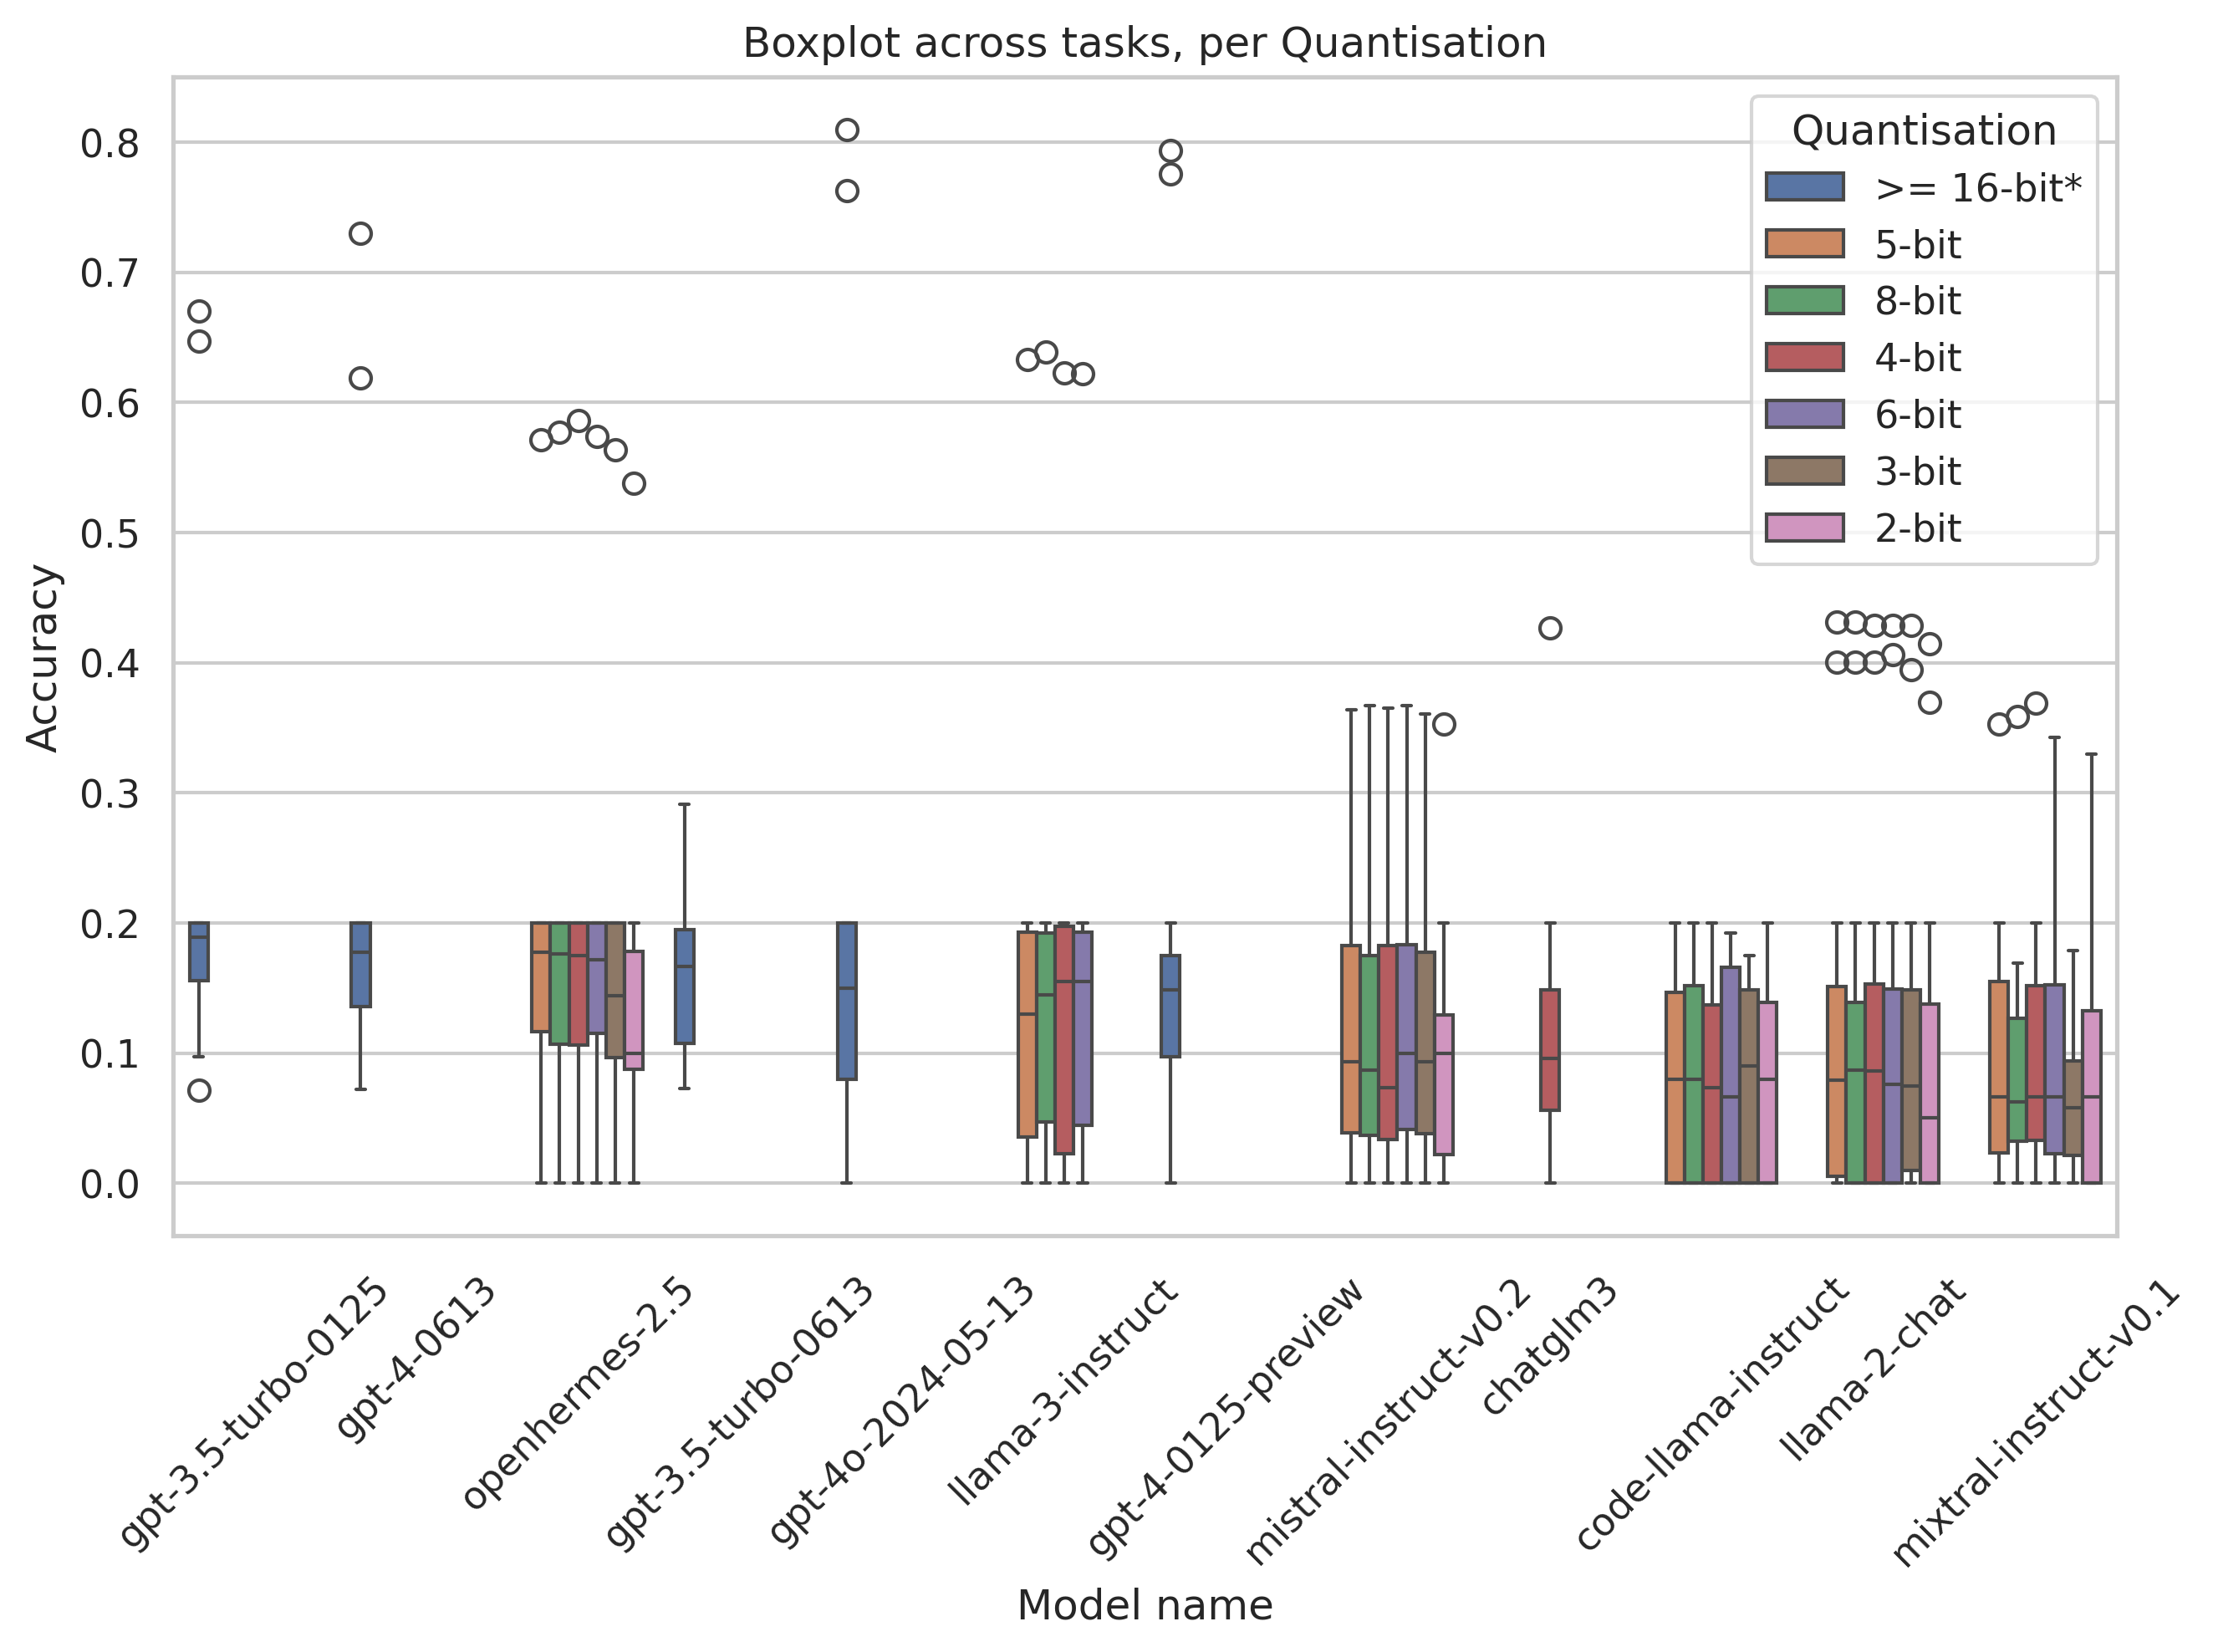 Boxplot across tasks, per Quantisation
Accuracy
0.8
0.7
0.6
0.5
0.4
0.3
0.2
0.1
0.0
Quantisation
>= 16-bit*
5-bit
8-bit
4-bit
6-bit
3-bit
2-bit
gpt-3.5-turbo-0125
gpt-4-0613
openhermes-2.5
gpt-3.5-turbo-0613
gpt-4o-2024-05-13
llama-3-instruct
gpt-4-0125-preview
mistral-instruct-v0.2
chatglm3
code-llama-instruct
llama-2-chat
mixtral-instruct-v0.1
Model name